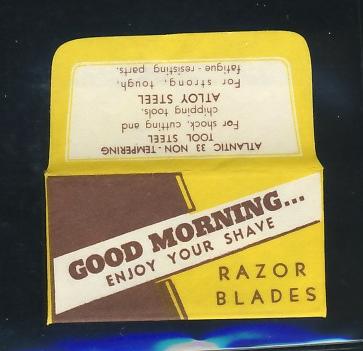 ATLANTIC 33 NON-TEMPERING
TOOL STEEL
For shock, cutting and
chipping tools.
ATLOY STEEL
For strong, tough,
fatigue-resisting parts.
GOOD MORNING...
ENJOY YOUR SHAVE
RAZOR
BLADES